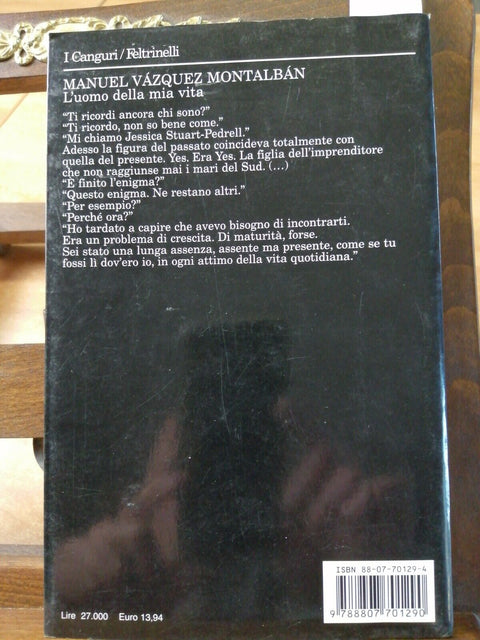 I Canguri/Feltrinelli
MANUEL VÁZQUEZ MONTALBÁN
L'uomo della mia vita
"Ti ricordi ancora chi sono?"
"Ti ricordo, non so bene come."
"Mi chiamo Jessica Stuart-Pedrell."
Adesso la figura del passato coincideva totalmente con
quella del presente. Yes. Era Yes. La figlia dell'imprenditore
che non raggiunse mai i mari del Sud. (...)
"È finito l'enigma?"
"Questo enigma. Ne restano altri."
"Per esempio?"
"Perché ora?"
"Ho tardato a capire che avevo bisogno di incontrarti.
Era un problema di crescita. Di maturità, forse.
Sei stato una lunga assenza, assente ma presente, come se tu
fossi lì dov'ero io, in ogni attimo della vita quotidiana."
ISBN 88-07-70129-4
9 788807 701290
Lire 27.000 Euro 13,94